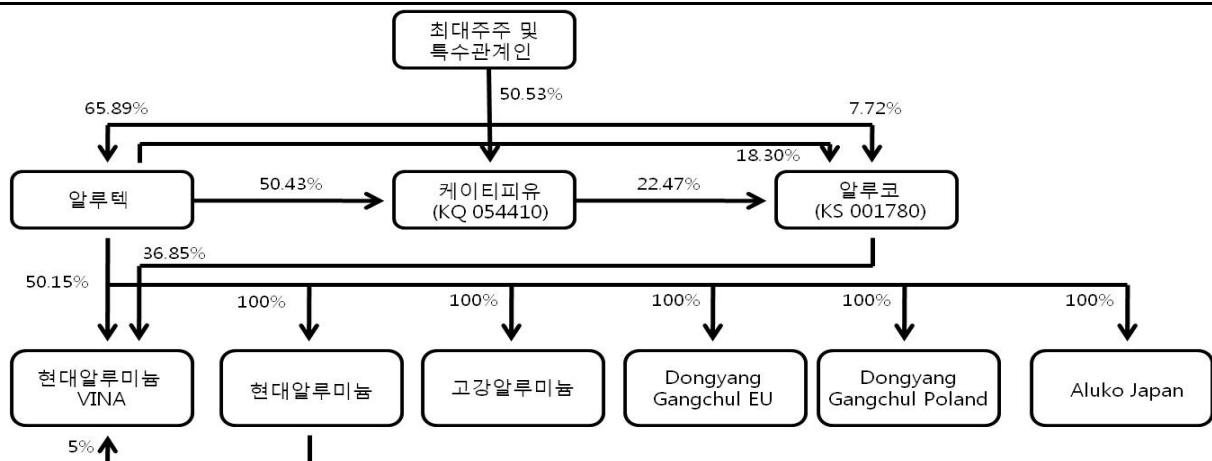 최대주주 및
특수관계인
50.53%
65.89%
7.72%
18.30%
알루텍
50.43%
케이티피유
(KQ 054410)
22.47%
알루코
(KS 001780)
36.85%
50.15%
100%
100%
100%
100%
100%
현대알루미늄
VINA
현대알루미늄
고강알루미늄
Dongyang
Gangchul EU
Dongyang
Gangchul Poland
Aluko Japan
5%